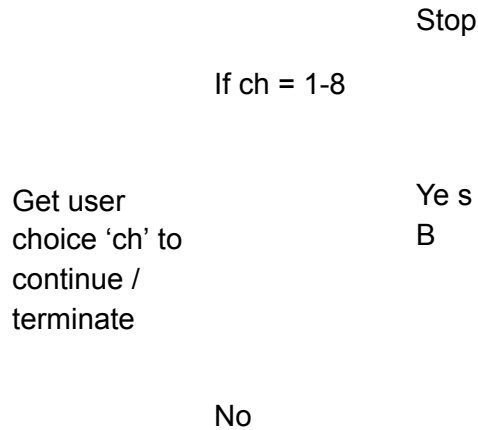 Stop
If ch = 1-8
Get user
choice ‘ch’ to
continue /
terminate
Ye s
B
No